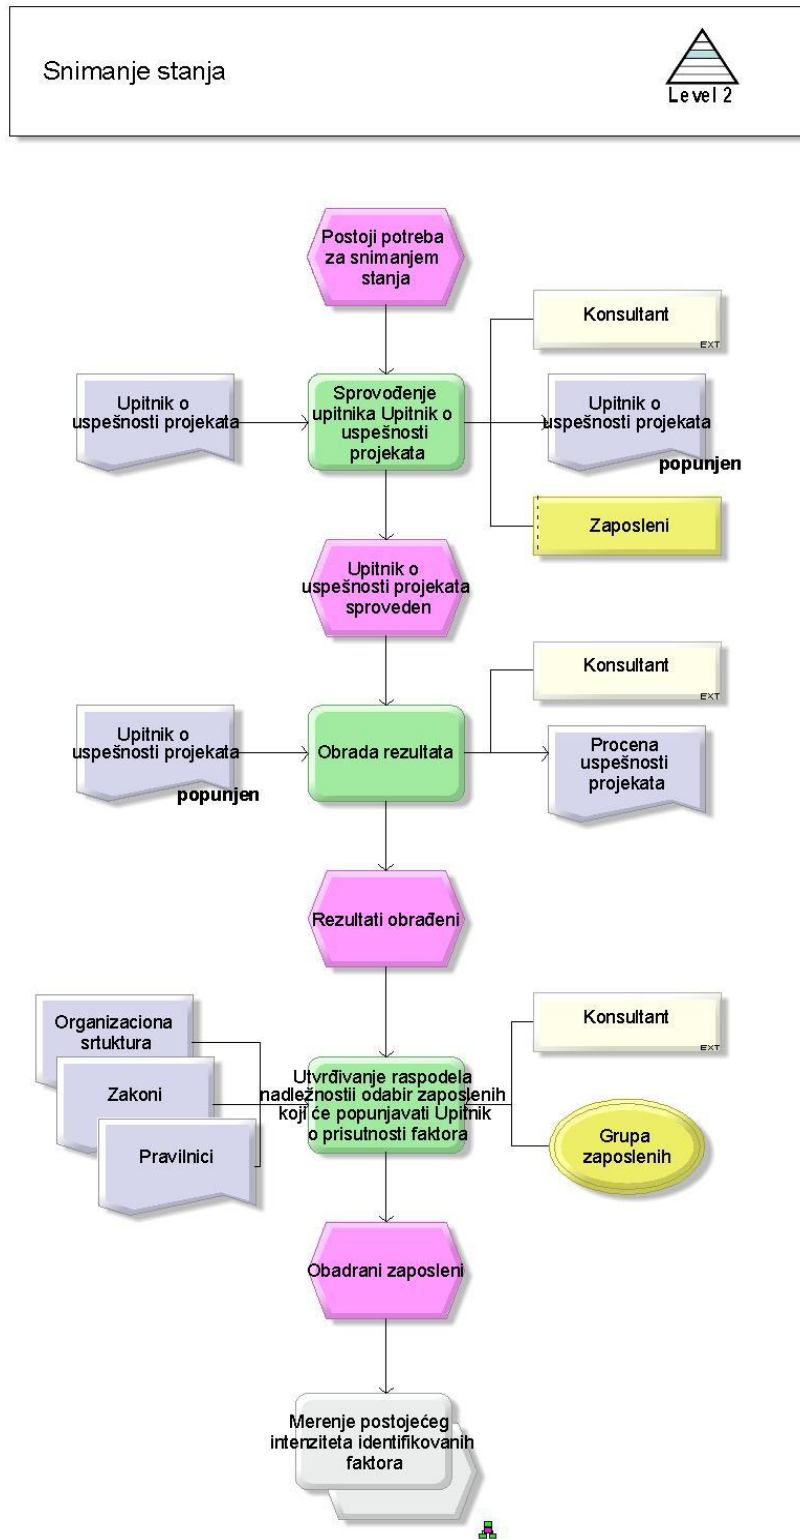 Snimanje stanja
Level 2
Postoji potreba
za snimanjem
stanja
Konsultant
EXT
Upitnik o
uspešnosti projekata
Sprovođenje
upitnika Upitnik o
uspešnosti
projekata
Upitnik o
uspešnosti projekata
popunjen
Zaposleni
Upitnik o
uspešnosti projekata
sproveden
Konsultant
EXT
Upitnik o
uspešnosti projekata
popunjen
Obrada rezultata
Procena
uspešnosti
projekata
Rezultati obrađeni
Organizaciona
srtuktura
Zakoni
Pravilnici
Utvrđivanje raspodela
nadležnostii odabir zaposlenih
koji će popunjavati Upitnik
o prisutnosti faktora
Konsultant
EXT
Grupa
zaposlenih
Obadrani zaposleni
Merenje postojećeg
intenziteta identifikovanih
faktora